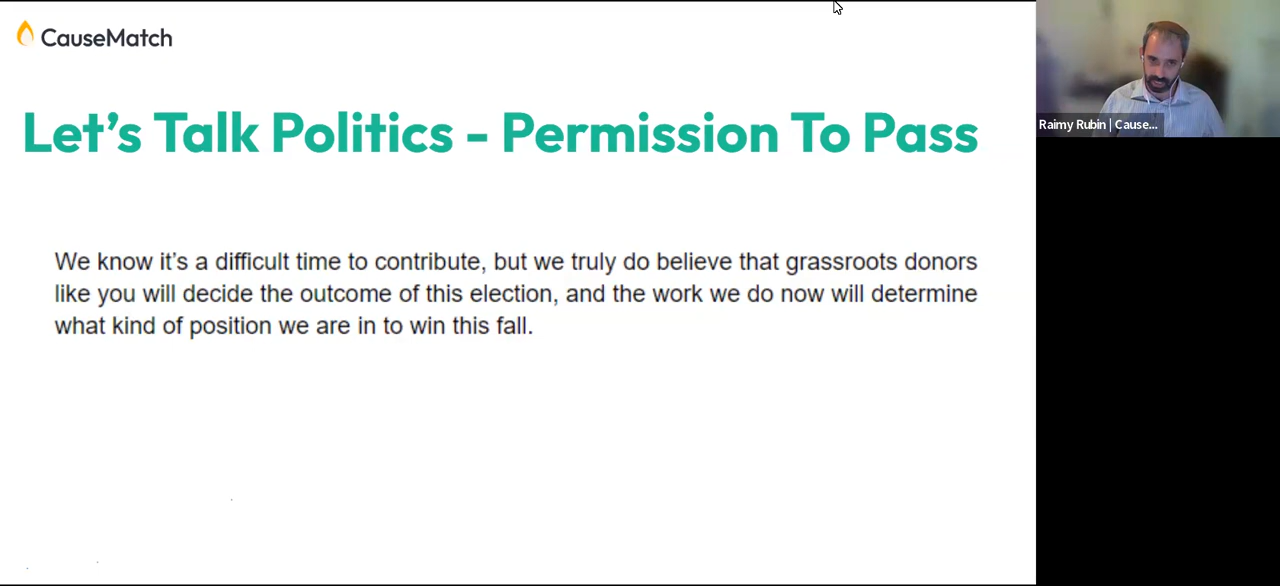 CauseMatch
Let's Talk Politics - Permission To Pass
We know it's a difficult time to contribute, but we truly do believe that grassroots donors
like you will decide the outcome of this election, and the work we do now will determine
what kind of position we are in to win this fall.
Raimy Rubin | Cause...